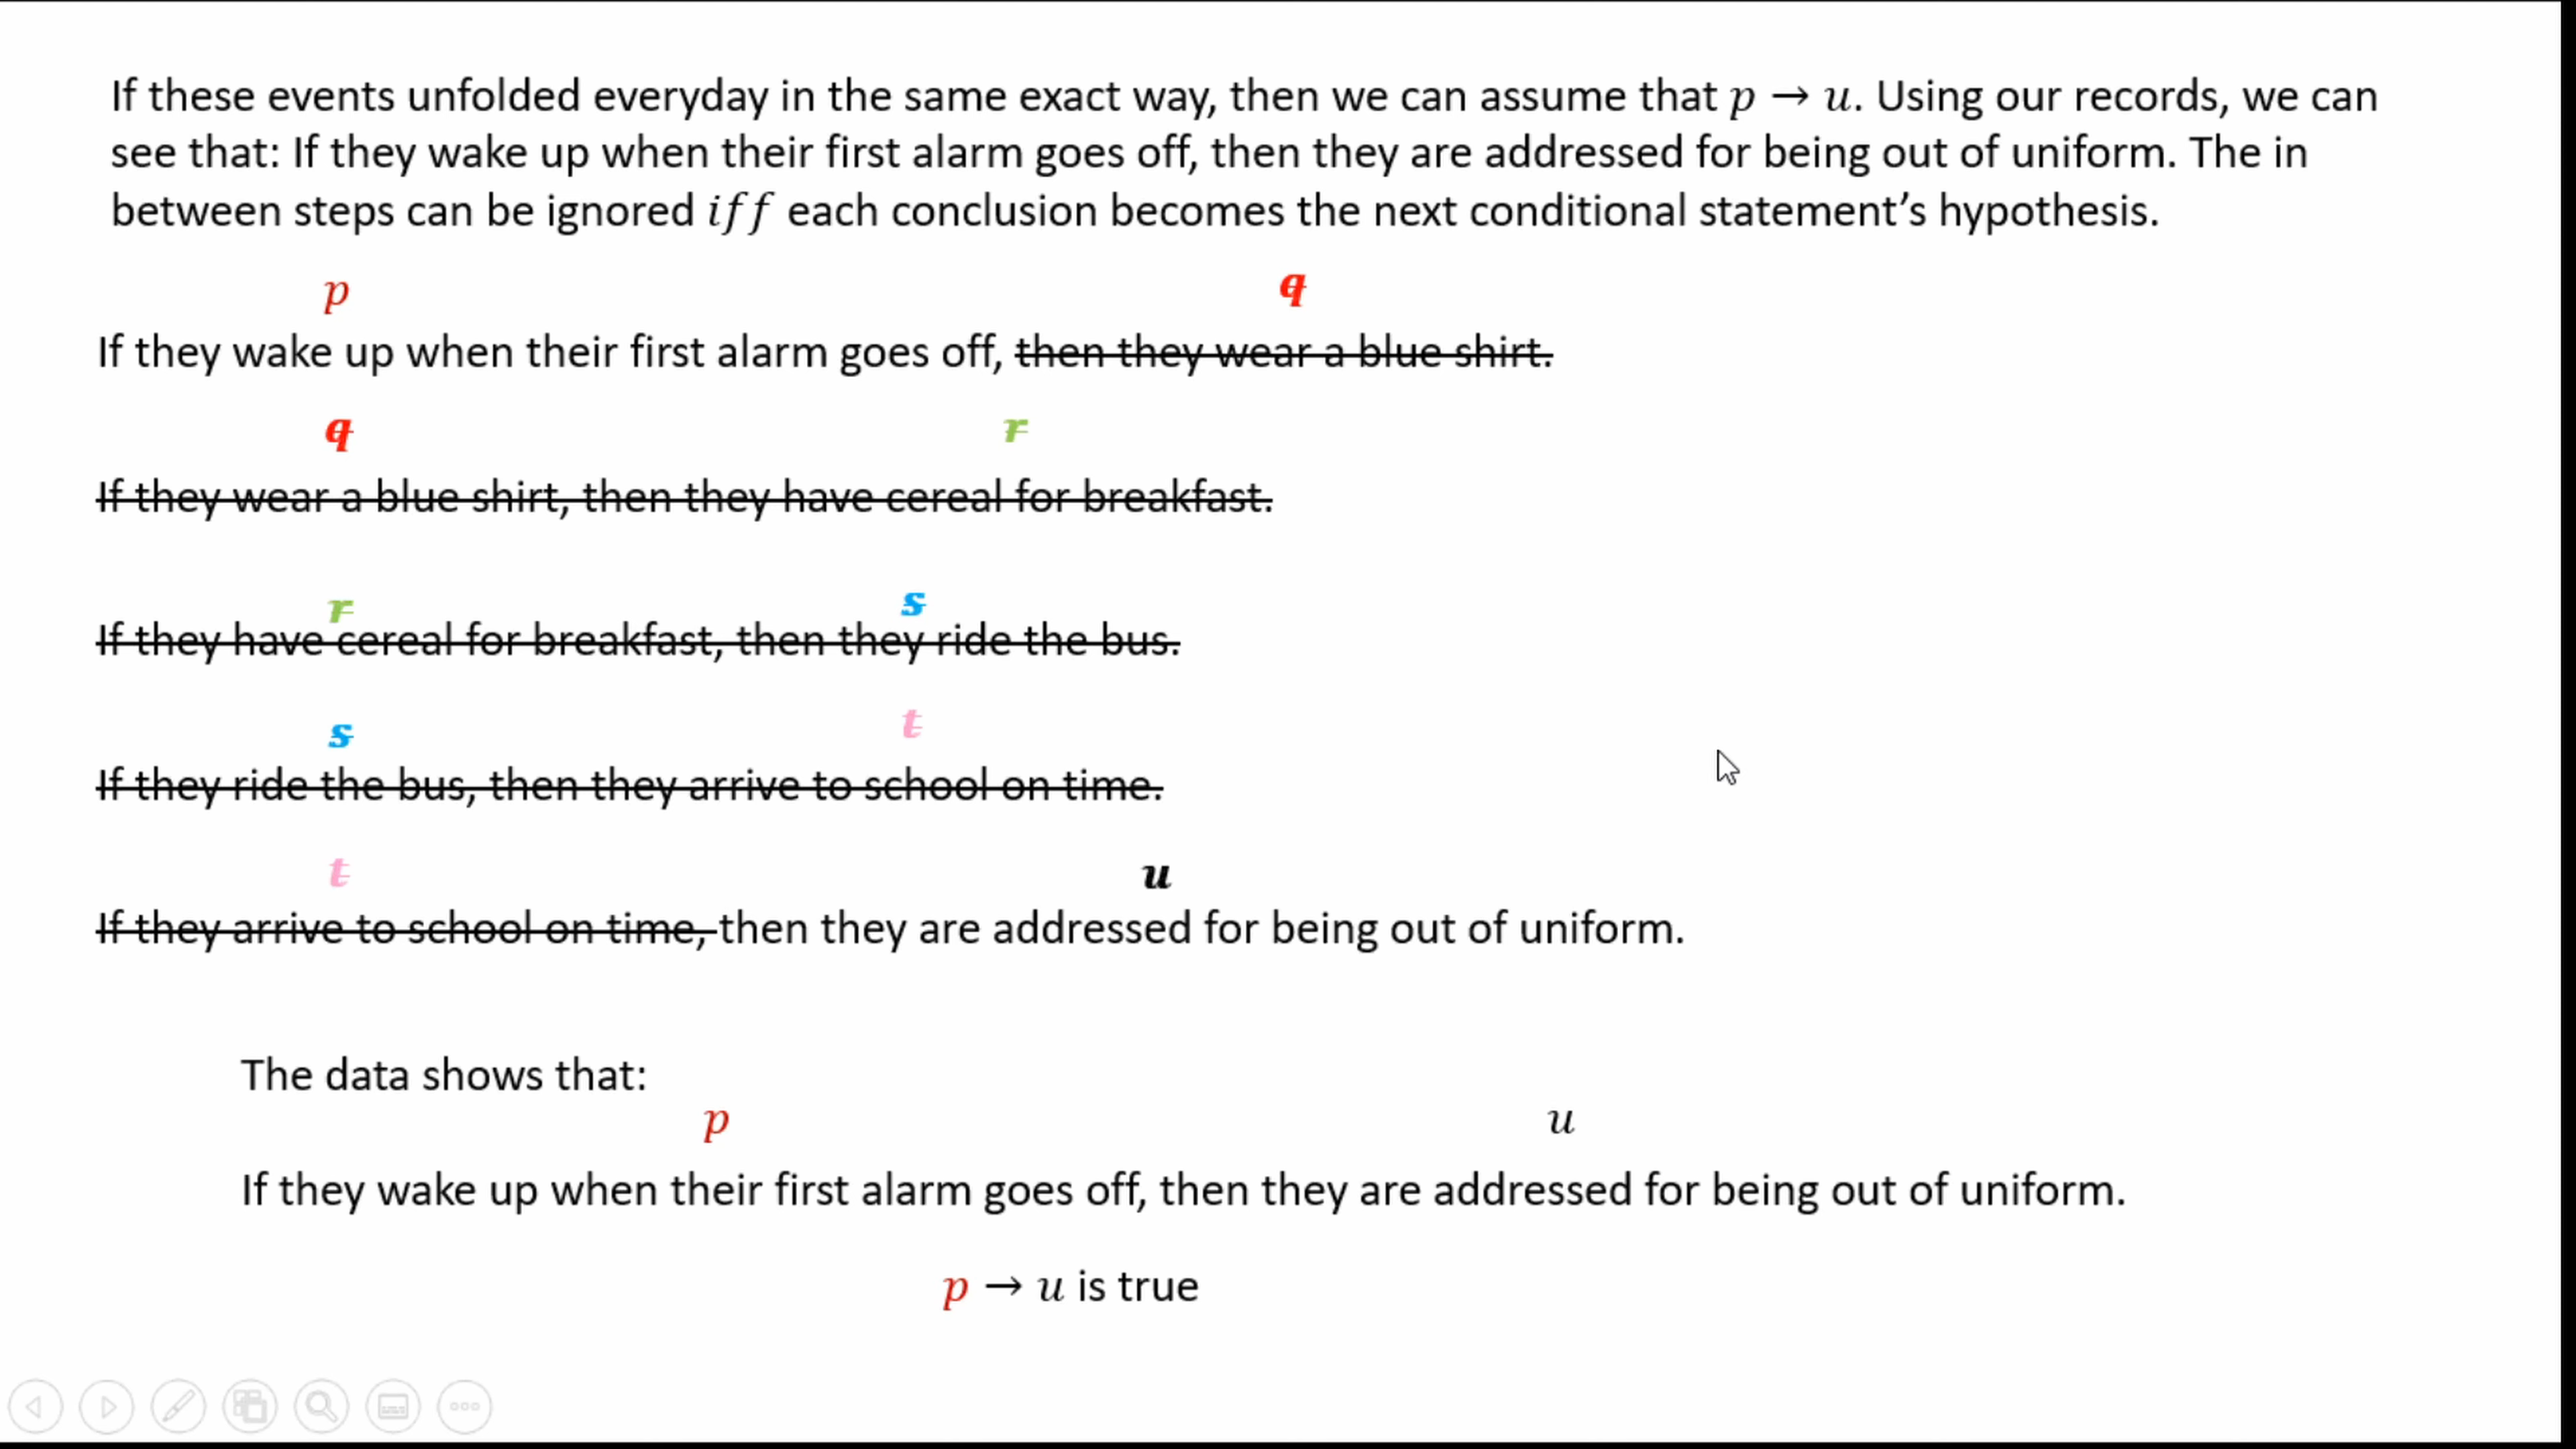 If these events unfolded everyday in the same exact way, then we can assume that p → u. Using our records, we can
see that: If they wake up when their first alarm goes off, then they are addressed for being out of uniform. The in
between steps can be ignored iff each conclusion becomes the next conditional statement's hypothesis.
p q
If they wake up when their first alarm goes off, then they wear a blue shirt.
q r
If they wear a blue shirt, then they have cereal for breakfast.
r s
If they have cereal for breakfast, then they ride the bus.
s t
If they ride the bus, then they arrive to school on time.
t u
If they arrive to school on time, then they are addressed for being out of uniform.
The data shows that:
p u
If they wake up when their first alarm goes off, then they are addressed for being out of uniform.
p → u is true